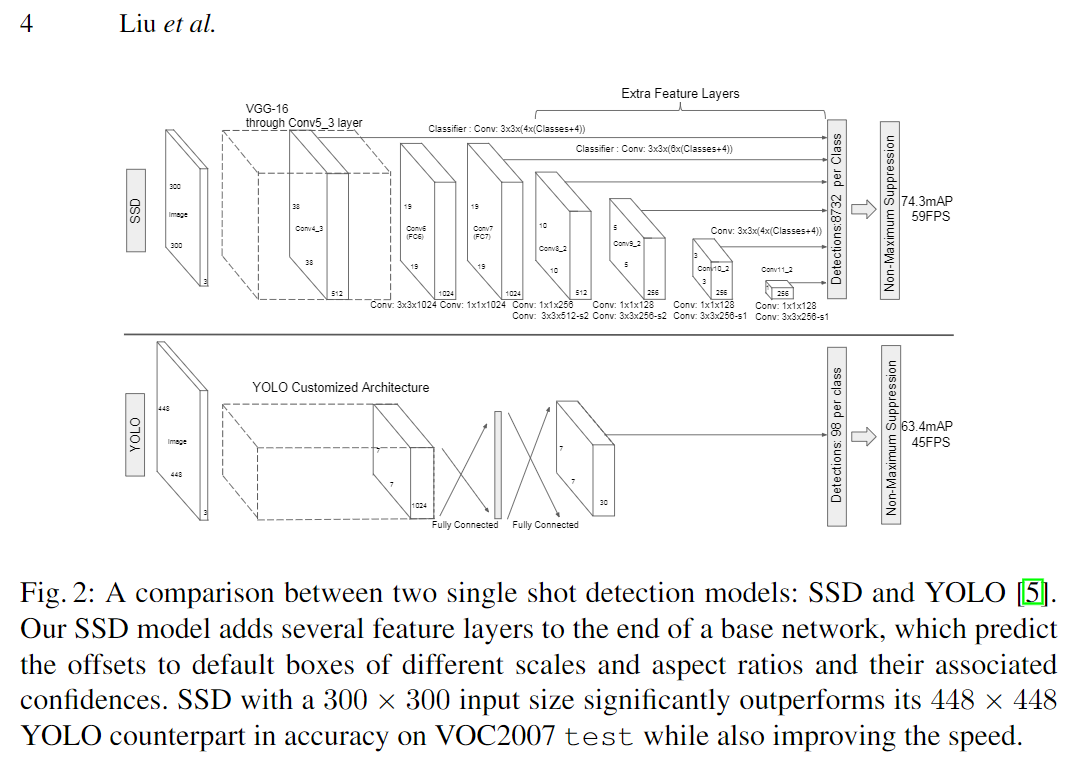 4 Liu et al.
Extra Feature Layers
VGG-16
through Conv5_3 layer
Classifier : Conv: 3x3x(4x(Classes+4))
Classifier : Conv: 3x3x(6x(Classes+4))
SSD
300
Image
300
3
38
Conv4_3
38
512
19
Conv6
(FC6)
19
1024
19
Conv7
(FC7)
19
1024
10
Conv8_2
10
512
5
Conv9_2
5
256
3
Conv10_2
3
256
Conv: 3x3x(4x(Classes+4))
Conv11_2
256
Detections:8732 per Class
Non-Maximum Suppression
74.3mAP
59FPS
Conv: 3x3x1024 Conv: 1x1x1024 Conv: 1x1x256 Conv: 1x1x128 Conv: 1x1x128 Conv: 1x1x128
Conv: 3x3x512-s2 Conv: 3x3x256-s2 Conv: 3x3x256-s1 Conv: 3x3x256-s1
YOLO
448
Image
448
3
YOLO Customized Architecture
7
7
1024
Fully Connected Fully Connected
7
7
30
Detections: 98 per class
Non-Maximum Suppression
63.4mAP
45FPS
Fig. 2: A comparison between two single shot detection models: SSD and YOLO [5].
Our SSD model adds several feature layers to the end of a base network, which predict
the offsets to default boxes of different scales and aspect ratios and their associated
confidences. SSD with a 300 × 300 input size significantly outperforms its 448 × 448
YOLO counterpart in accuracy on VOC2007 test while also improving the speed.